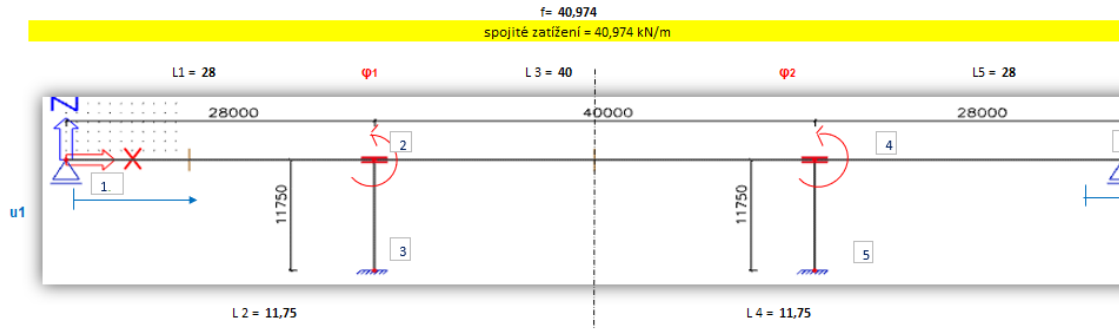 f= 40,974
spojité zatížení = 40,974 kN/m
L1 = 28 φ1 L 3 = 40 φ2 L5 = 28
Z 28000 40000 28000
2 4
X
1.
u1
11750 11750
3 5
L 2 = 11,75 L 4 = 11,75